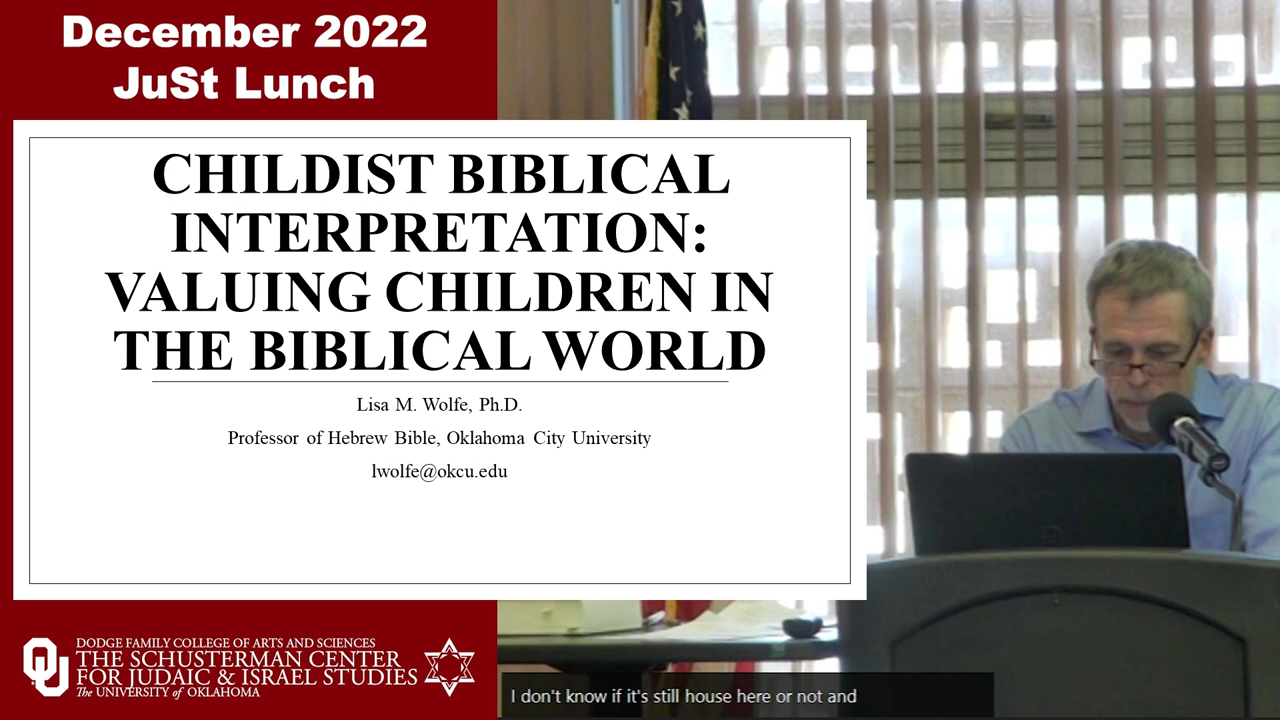 December 2022
JuSt Lunch
CHILDIST BIBLICAL
INTERPRETATION:
VALUING CHILDREN IN
THE BIBLICAL WORLD
Lisa M. Wolfe, Ph.D.
Professor of Hebrew Bible, Oklahoma City University
lwolfe@okcu.edu
OU
DODGE FAMILY COLLEGE OF ARTS AND SCIENCES
THE SCHUSTERMAN CENTER
FOR JUDAIC & ISRAEL STUDIES
The UNIVERSITY of OKLAHOMA
I don't know if it's still house here or not and